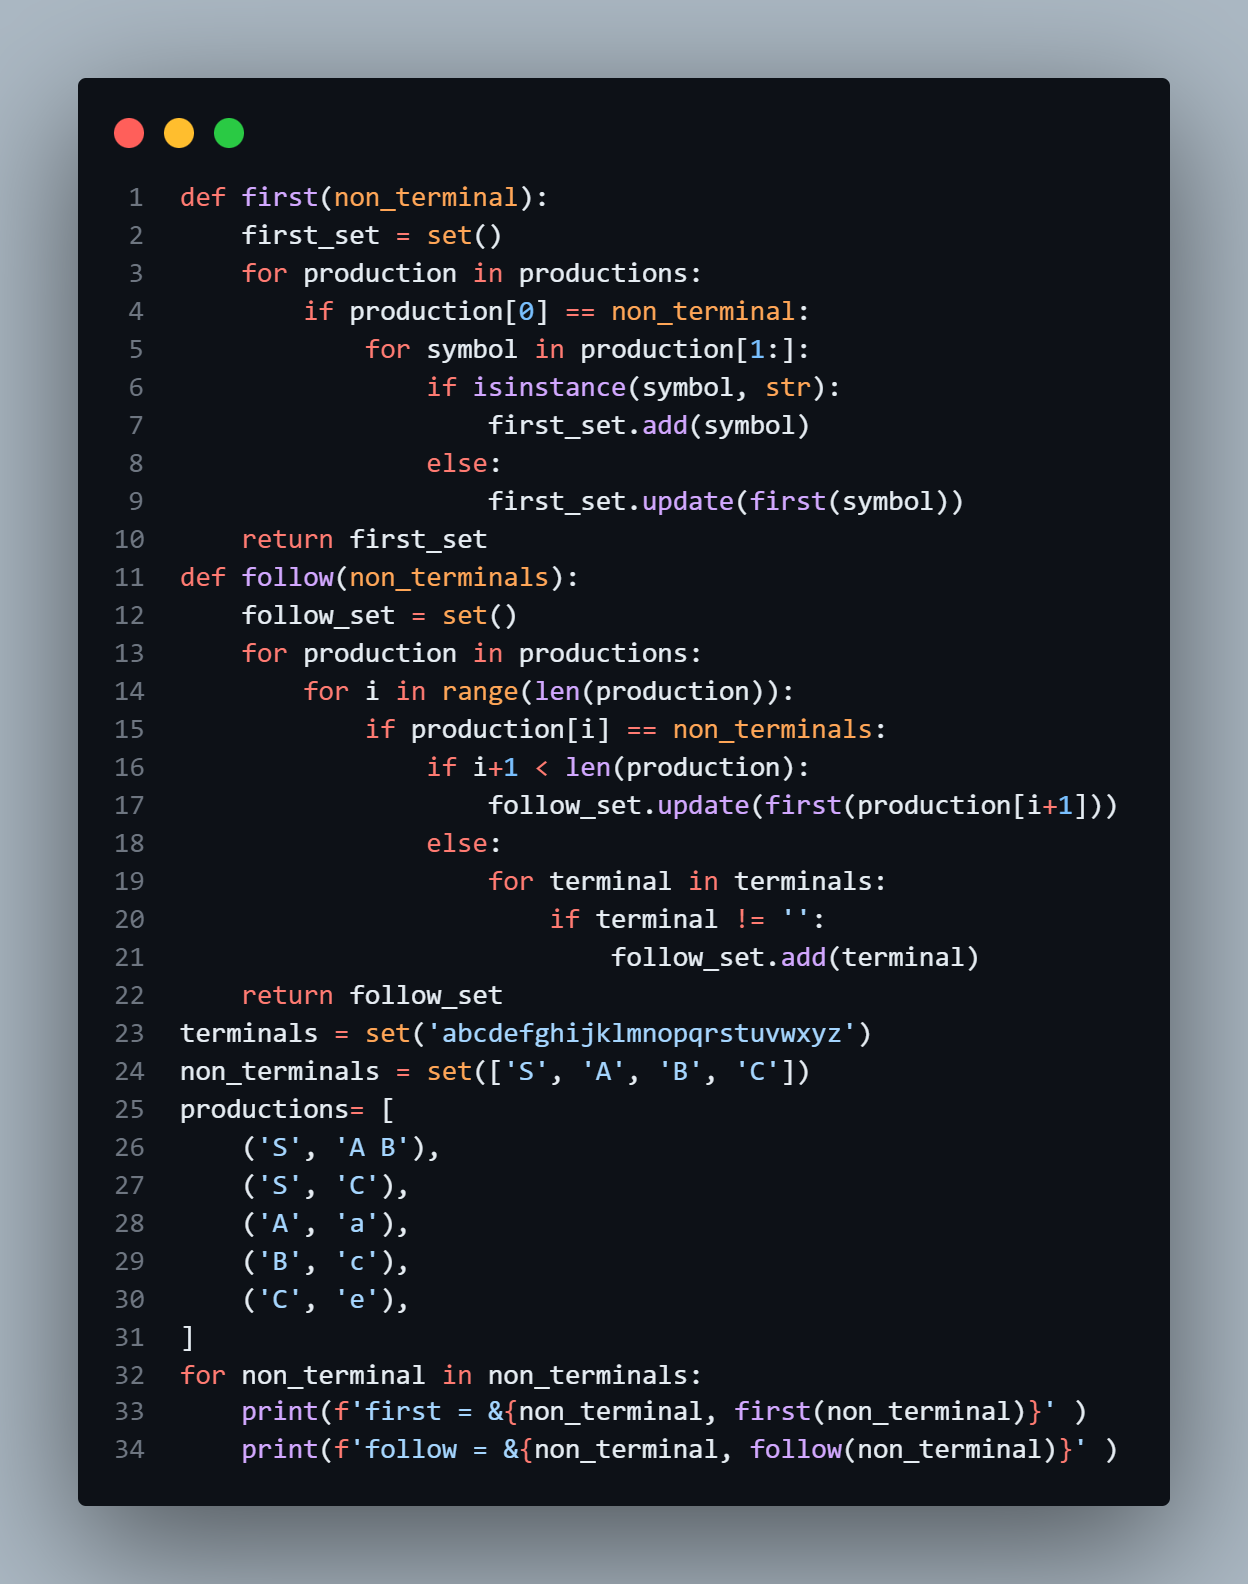 1 def first(non_terminal):
2     first_set = set()
3     for production in productions:
4         if production[0] == non_terminal:
5             for symbol in production[1:]:
6                 if isinstance(symbol, str):
7                     first_set.add(symbol)
8                 else:
9                     first_set.update(first(symbol))
10     return first_set
11 def follow(non_terminals):
12     follow_set = set()
13     for production in productions:
14         for i in range(len(production)):
15             if production[i] == non_terminals:
16                 if i+1 < len(production):
17                     follow_set.update(first(production[i+1]))
18                 else:
19                     for terminal in terminals:
20                         if terminal != '':
21                             follow_set.add(terminal)
22     return follow_set
23 terminals = set('abcdefghijklmnopqrstuvwxyz')
24 non_terminals = set(['S', 'A', 'B', 'C'])
25 productions= [
26     ('S', 'A B'),
27     ('S', 'C'),
28     ('A', 'a'),
29     ('B', 'c'),
30     ('C', 'e'),
31 ]
32 for non_terminal in non_terminals:
33     print(f'first = &{non_terminal, first(non_terminal)}' )
34     print(f'follow = &{non_terminal, follow(non_terminal)}' )